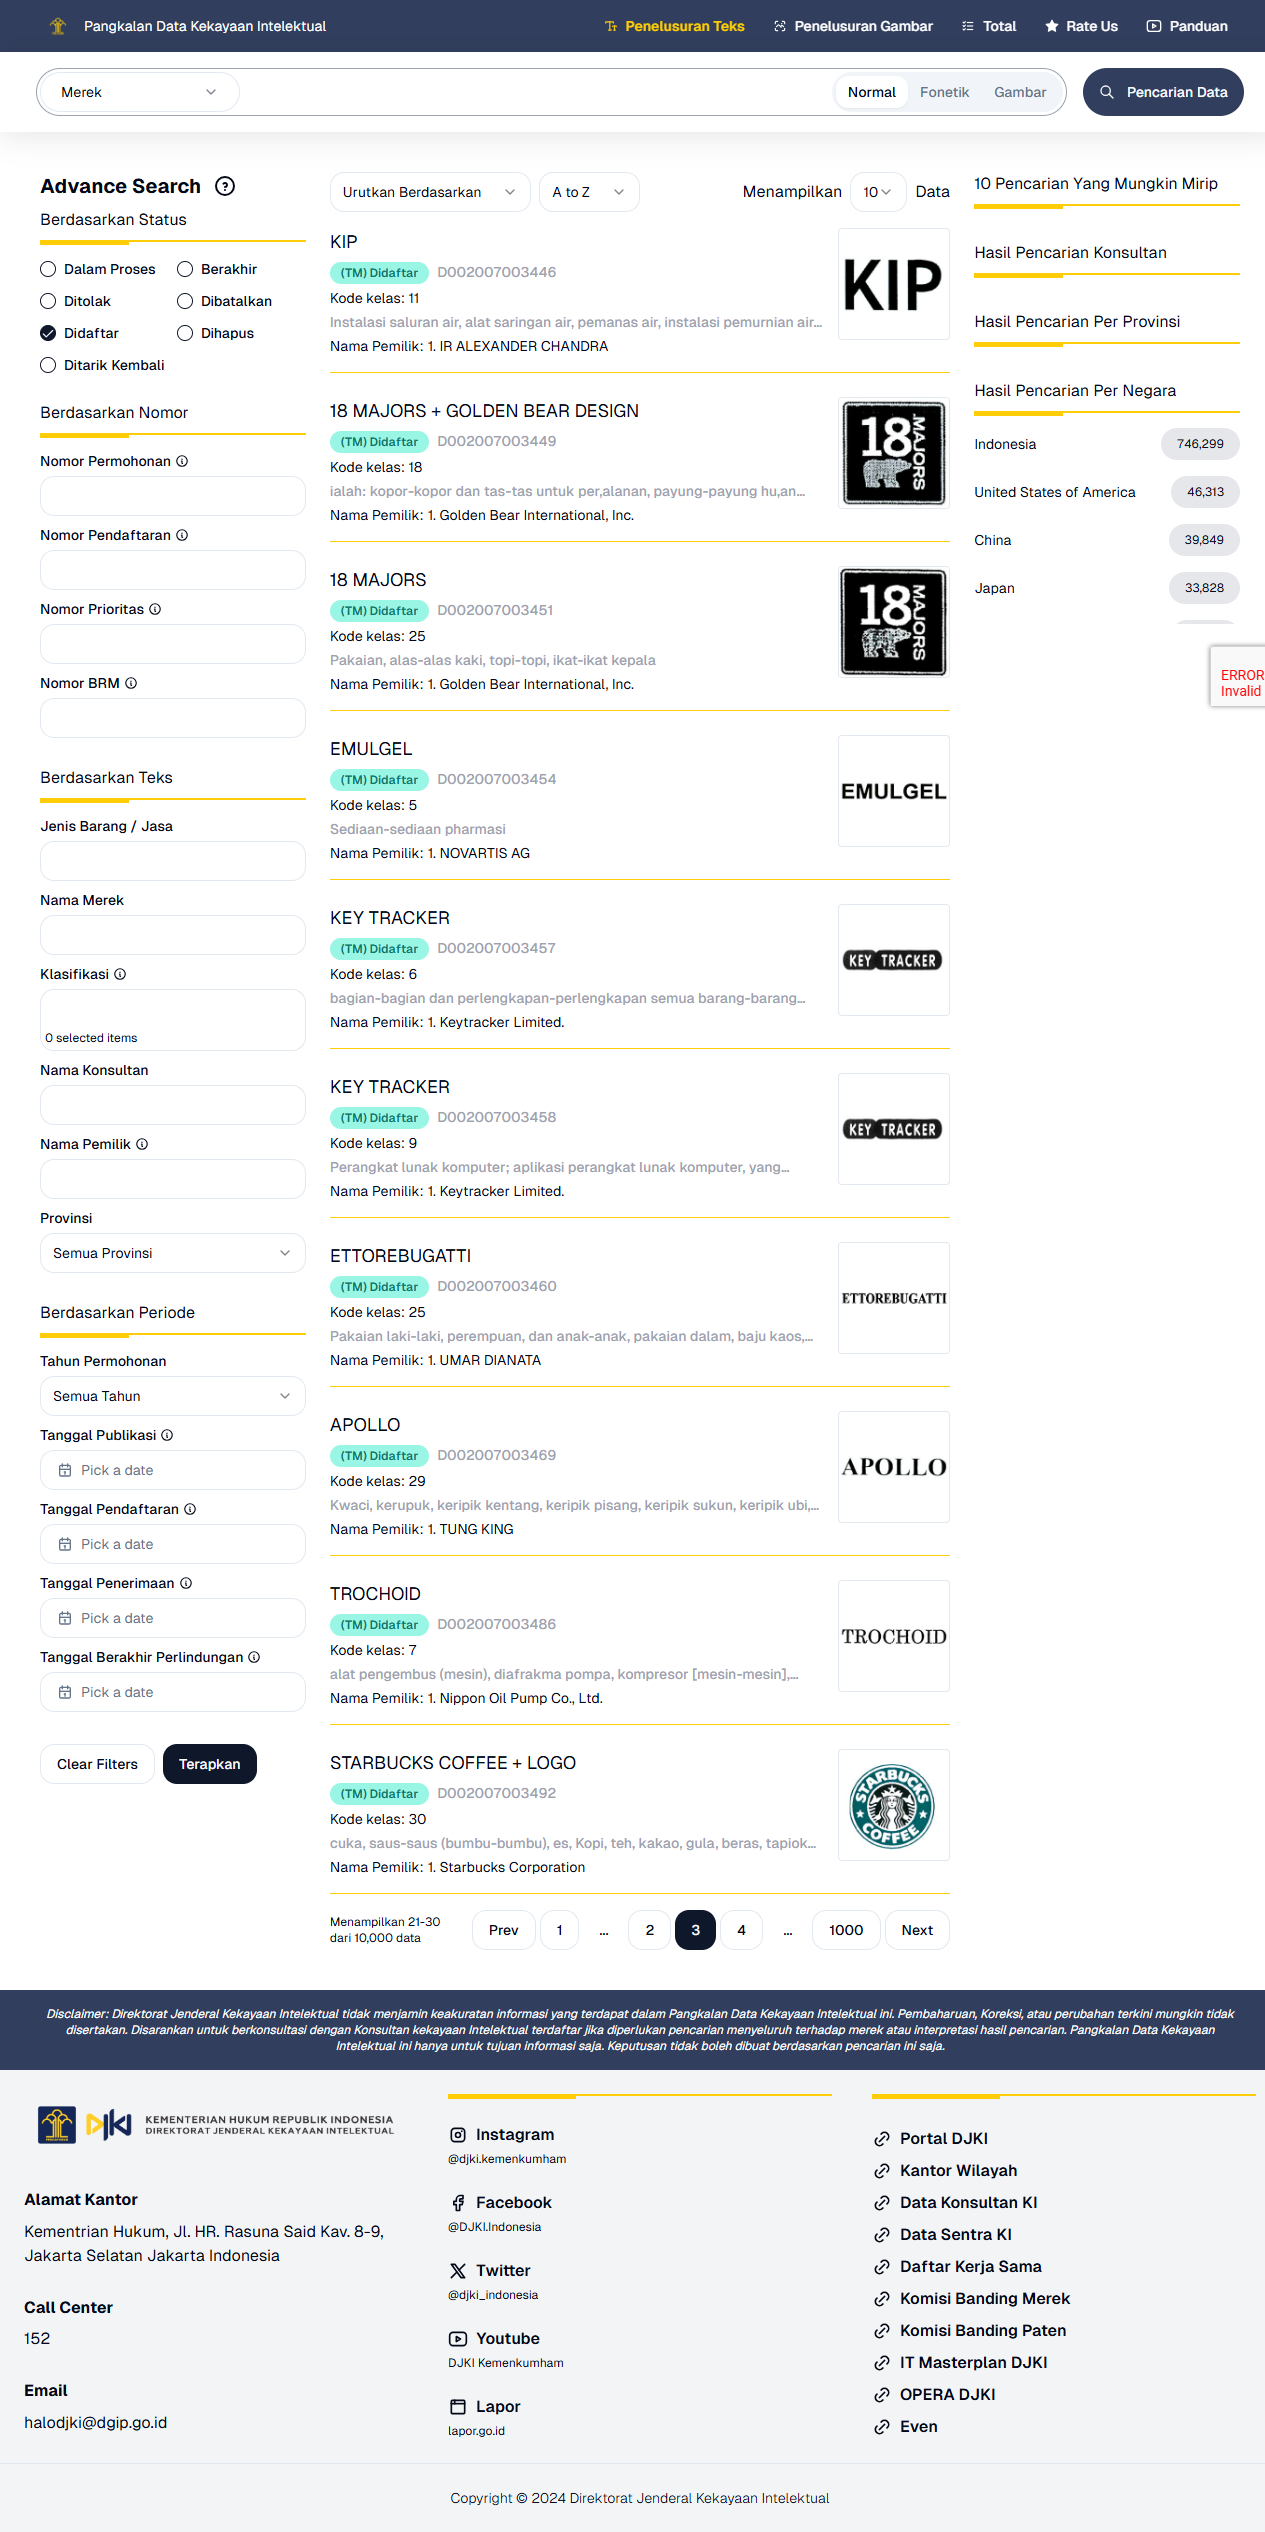 Pangkalan Data Kekayaan Intelektual
Penelusuran Teks
Penelusuran Gambar
Total
Rate Us
Panduan
Merek
Normal
Fonetik
Gambar
Pencarian Data
Advance Search
Berdasarkan Status
Dalam Proses
Berakhir
Ditolak
Dibatalkan
Didaftar
Dihapus
Ditarik Kembali
Berdasarkan Nomor
Nomor Permohonan
Nomor Pendaftaran
Nomor Prioritas
Nomor BRM
Berdasarkan Teks
Jenis Barang / Jasa
Nama Merek
Klasifikasi
0 selected items
Nama Konsultan
Nama Pemilik
Provinsi
Semua Provinsi
Berdasarkan Periode
Tahun Permohonan
Semua Tahun
Tanggal Publikasi
Pick a date
Tanggal Pendaftaran
Pick a date
Tanggal Penerimaan
Pick a date
Tanggal Berakhir Perlindungan
Pick a date
Clear Filters
Terapkan
Urutkan Berdasarkan
A to Z
Menampilkan
10
Data
KIP
(TM) Didaftar D002007003446
Kode kelas: 11
Instalasi saluran air, alat saringan air, pemanas air, instalasi pemurnian air...
Nama Pemilik: 1. IR ALEXANDER CHANDRA
KIP
18 MAJORS + GOLDEN BEAR DESIGN
(TM) Didaftar D002007003449
Kode kelas: 18
ialah: kopor-kopor dan tas-tas untuk per,alanan, payung-payung hu,an...
Nama Pemilik: 1. Golden Bear International, Inc.
18 MAJORS
18 MAJORS
(TM) Didaftar D002007003451
Kode kelas: 25
Pakaian, alas-alas kaki, topi-topi, ikat-ikat kepala
Nama Pemilik: 1. Golden Bear International, Inc.
18 MAJORS
EMULGEL
(TM) Didaftar D002007003454
Kode kelas: 5
Sediaan-sediaan pharmasi
Nama Pemilik: 1. NOVARTIS AG
EMULGEL
KEY TRACKER
(TM) Didaftar D002007003457
Kode kelas: 6
bagian-bagian dan perlengkapan-perlengkapan semua barang-barang...
Nama Pemilik: 1. Keytracker Limited.
KEY TRACKER
KEY TRACKER
(TM) Didaftar D002007003458
Kode kelas: 9
Perangkat lunak komputer; aplikasi perangkat lunak komputer, yang...
Nama Pemilik: 1. Keytracker Limited.
KEY TRACKER
ETTOREBUGATTI
(TM) Didaftar D002007003460
Kode kelas: 25
Pakaian laki-laki, perempuan, dan anak-anak, pakaian dalam, baju kaos,...
Nama Pemilik: 1. UMAR DIANATA
ETTOREBUGATTI
APOLLO
(TM) Didaftar D002007003469
Kode kelas: 29
Kwaci, kerupuk, keripik kentang, keripik pisang, keripik sukun, keripik ubi,...
Nama Pemilik: 1. TUNG KING
APOLLO
TROCHOID
(TM) Didaftar D002007003486
Kode kelas: 7
alat pengembus (mesin), diafrakma pompa, kompresor [mesin-mesin],...
Nama Pemilik: 1. Nippon Oil Pump Co., Ltd.
TROCHOID
STARBUCKS COFFEE + LOGO
(TM) Didaftar D002007003492
Kode kelas: 30
cuka, saus-saus (bumbu-bumbu), es, Kopi, teh, kakao, gula, beras, tapiok...
Nama Pemilik: 1. Starbucks Corporation
STARBUCKS COFFEE
Menampilkan 21-30
dari 10,000 data
Prev 1 ... 2 3 4 ... 1000 Next
10 Pencarian Yang Mungkin Mirip
Hasil Pencarian Konsultan
Hasil Pencarian Per Provinsi
Hasil Pencarian Per Negara
Indonesia 746,299
United States of America 46,313
China 39,849
Japan 33,828
ERROR
Invalid
Disclaimer: Direktorat Jenderal Kekayaan Intelektual tidak menjamin keakuratan informasi yang terdapat dalam Pangkalan Data Kekayaan Intelektual ini. Pembaharuan, Koreksi, atau perubahan terkini mungkin tidak
disertakan. Disarankan untuk berkonsultasi dengan Konsultan kekayaan Intelektual terdaftar jika diperlukan pencarian menyeluruh terhadap merek atau interpretasi hasil pencarian. Pangkalan Data Kekayaan
Intelektual ini hanya untuk tujuan informasi saja. Keputusan tidak boleh dibuat berdasarkan pencarian ini saja.
DJKI
KEMENTERIAN HUKUM REPUBLIK INDONESIA
DIREKTORAT JENDERAL KEKAYAAN INTELEKTUAL
Alamat Kantor
Kementrian Hukum, Jl. HR. Rasuna Said Kav. 8-9,
Jakarta Selatan Jakarta Indonesia
Call Center
152
Email
halodjki@dgip.go.id
Instagram
@djki.kemenkumham
Facebook
@DJKI.Indonesia
Twitter
@djki_indonesia
Youtube
DJKI Kemenkumham
Lapor
lapor.go.id
Portal DJKI
Kantor Wilayah
Data Konsultan KI
Data Sentra KI
Daftar Kerja Sama
Komisi Banding Merek
Komisi Banding Paten
IT Masterplan DJKI
OPERA DJKI
Even
Copyright © 2024 Direktorat Jenderal Kekayaan Intelektual